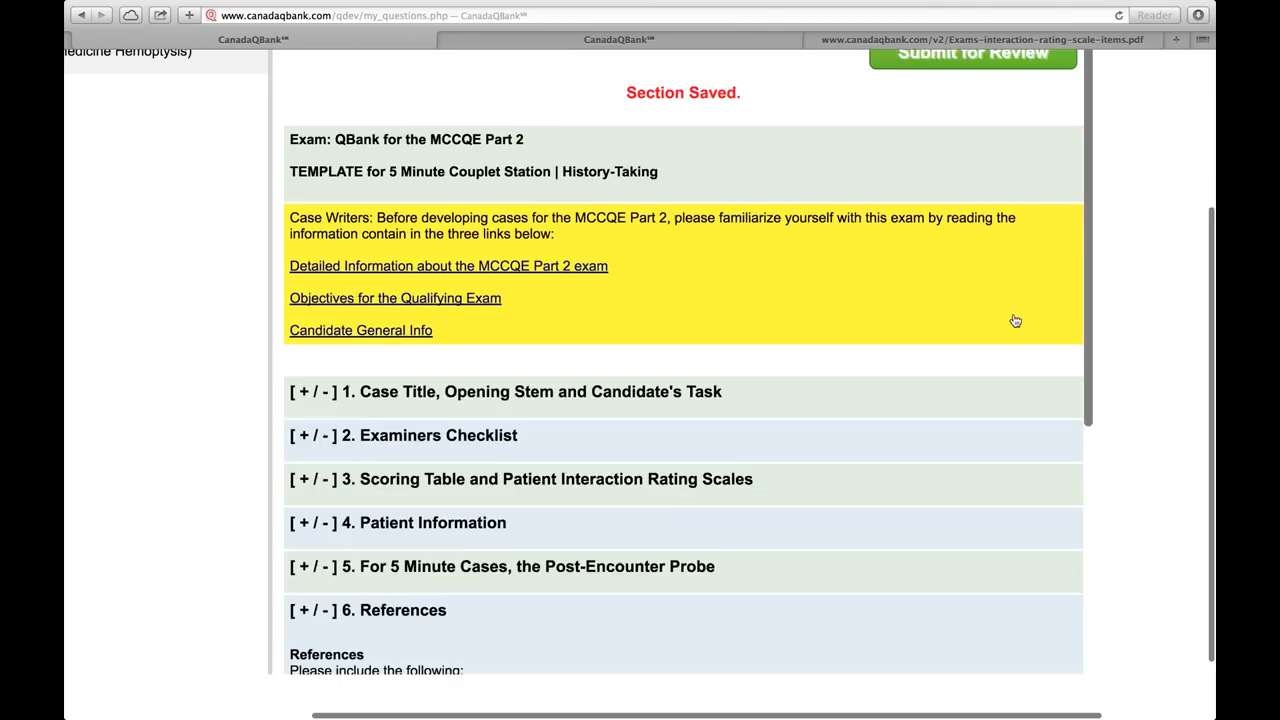 www.canadaqbank.com/qdev/my_questions.php — CanadaQBank℠
Reader
CanadaQBank℠
CanadaQBank℠
www.canadaqbank.com/v2/Exams-interaction-rating-scale-items.pdf
edicine Hemoptysis)
Submit for Review
Section Saved.
Exam: QBank for the MCCQE Part 2
TEMPLATE for 5 Minute Couplet Station | History-Taking
Case Writers: Before developing cases for the MCCQE Part 2, please familiarize yourself with this exam by reading the
information contain in the three links below:
Detailed Information about the MCCQE Part 2 exam
Objectives for the Qualifying Exam
Candidate General Info
[ + / - ] 1. Case Title, Opening Stem and Candidate's Task
[ + / - ] 2. Examiners Checklist
[ + / - ] 3. Scoring Table and Patient Interaction Rating Scales
[ + / - ] 4. Patient Information
[ + / - ] 5. For 5 Minute Cases, the Post-Encounter Probe
[ + / - ] 6. References
References
Please include the following: